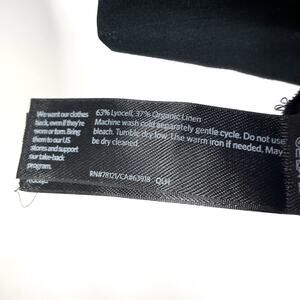 We want our clothes
back, even if they're
worn or torn. Bring
them to our US
stores and support
our take-back
program.
63% Lyocell, 37% Organic Linen
Machine wash cold separately gentle cycle. Do not use
bleach. Tumble dry low. Use warm iron if needed. May
be dry cleaned.
RN#78121/CA#63918 OLH